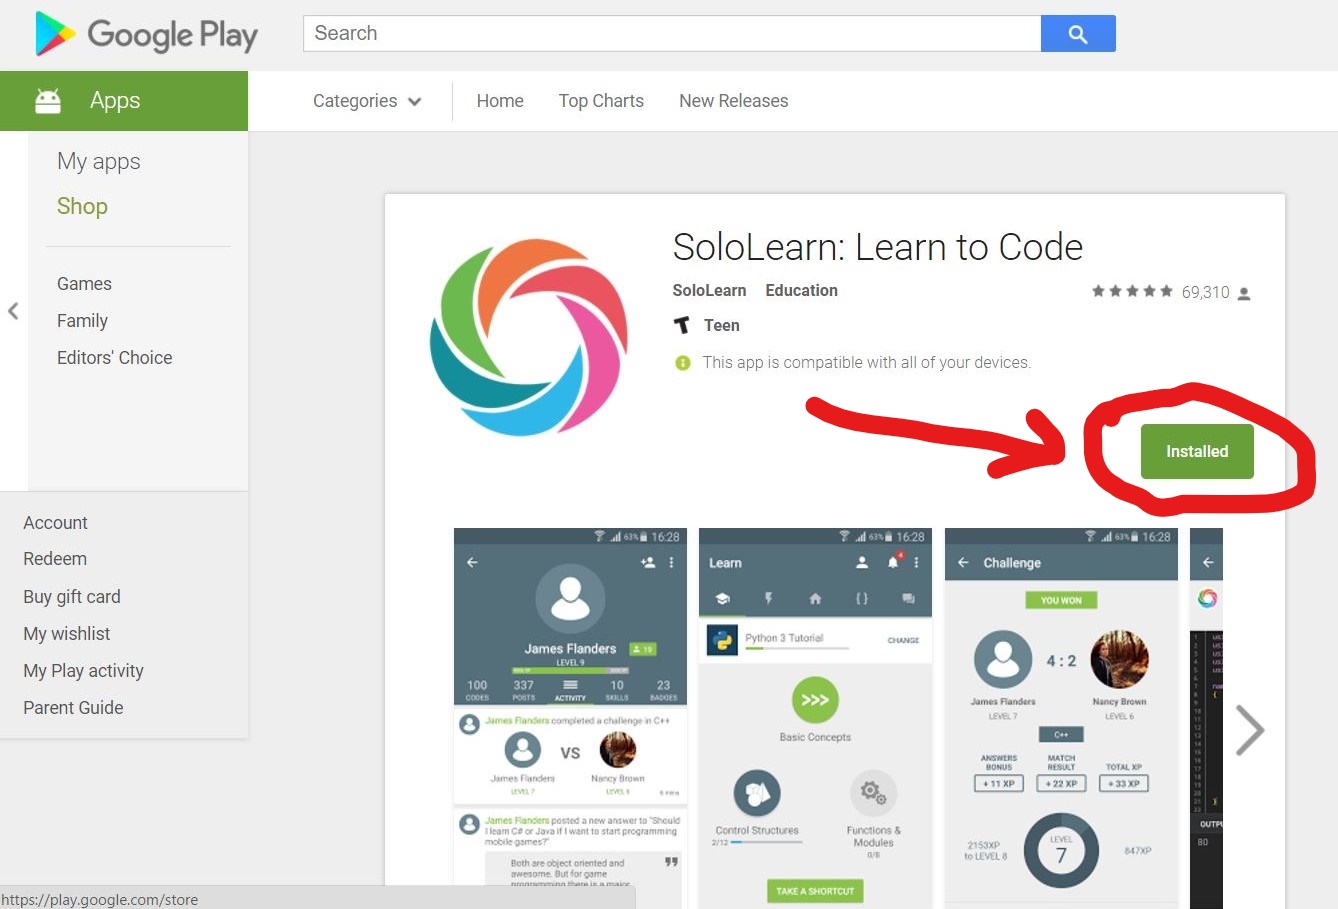 Google Play
Search
Apps
Categories
Home
Top Charts
New Releases
My apps
Shop
Games
Family
Editors' Choice
Account
Redeem
Buy gift card
My wishlist
My Play activity
Parent Guide
SoloLearn: Learn to Code
SoloLearn Education
69,310
Teen
This app is compatible with all of your devices.
Installed
63% 16:28
James Flanders 19
LEVEL 9
100 337 10 23
CODES POSTS ACTIVITY SKILLS BADGES
James Flanders completed a challenge in C++
VS
James Flanders Nancy Brown
LEVEL 7 LEVEL 6
James Flanders posted a new answer to "Should
I learn C# or Java if I want to start programming
mobile games?"
Both are object oriented and
awesome. But for game
programming there is a major
63% 16:28
Learn
4
{ }
Python 3 Tutorial
CHANGE
>>>
Basic Concepts
Control Structures
2/12
Functions &
Modules
0/8
TAKE A SHORTCUT
63% 16:28
Challenge
YOU WON
4 : 2
James Flanders Nancy Brown
LEVEL 7 LEVEL 6
C++
ANSWERS BONUS
MATCH RESULT
TOTAL XP
+ 11 XP + 22 XP + 33 XP
2153XP
to LEVEL 8
LEVEL
7
847XP
OUTPU
80
https://play.google.com/store